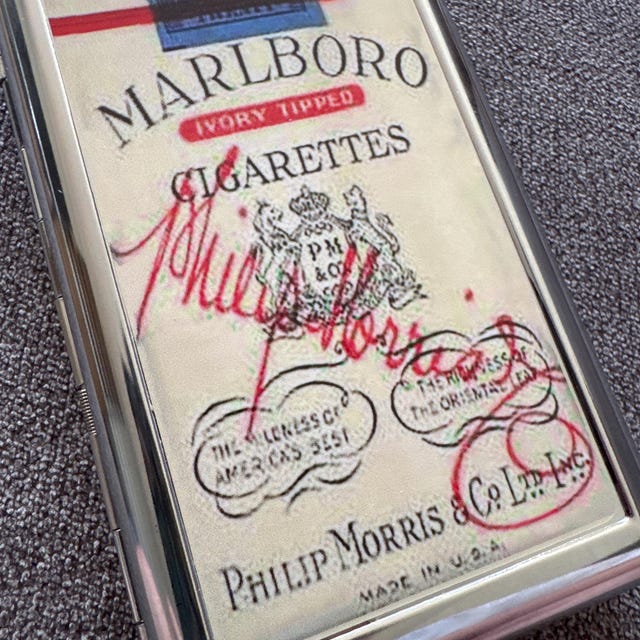 MARLBORO
IVORY TIPPED
CIGARETTES
PM
& Co
Philip Morris
THE MILDNESS OF
AMERICA'S BEST
THE RICHNESS OF
THE ORIENTAL LEAF
PHILIP MORRIS & CO. LTD. INC.
MADE IN U.S.A.